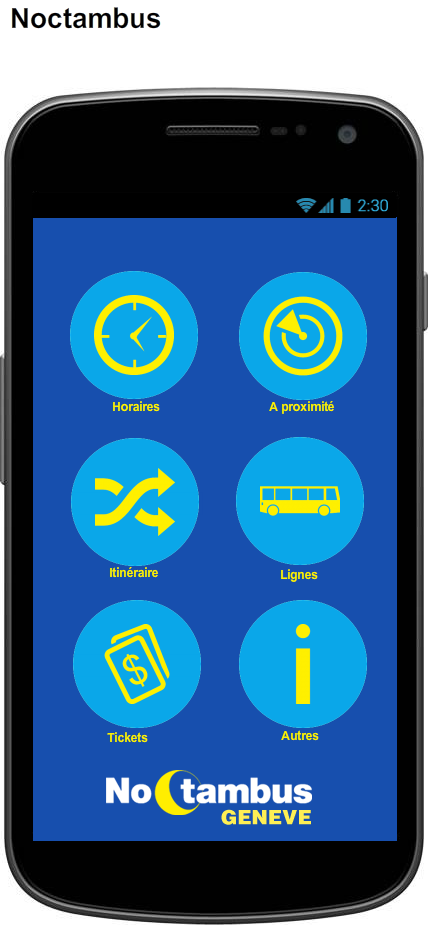 Noctambus
2:30
Horaires
A proximité
Itinéraire
Lignes
Tickets
Autres
Noctambus
GENEVE